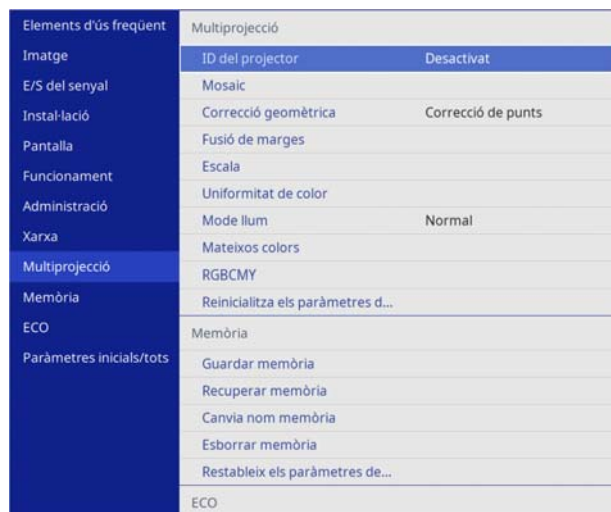 Elements d'ús freqüent
Imatge
E/S del senyal
Instal·lació
Pantalla
Funcionament
Administració
Xarxa
Multiprojecció
Memòria
ECO
Paràmetres inicials/tots
Multiprojecció
ID del projector Desactivat
Mosaic
Correcció geomètrica Correcció de punts
Fusió de marges
Escala
Uniformitat de color
Mode llum Normal
Mateixos colors
RGBCMY
Reinicialitza els paràmetres d...
Memòria
Guardar memòria
Recuperar memòria
Canvia nom memòria
Esborrar memòria
Restableix els paràmetres de...
ECO